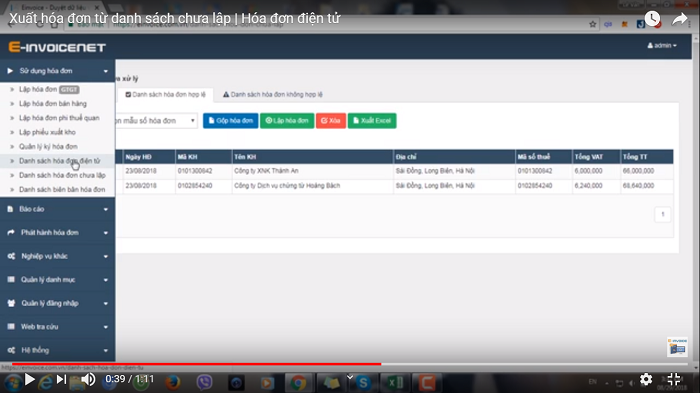 Xuất hóa đơn từ danh sách chưa lập | Hóa đơn điện tử
E-INVOICENET
admin
Sử dụng hóa đơn
xử lý
Lập hóa đơn GTGT
Danh sách hóa đơn hợp lệ
Danh sách hóa đơn không hợp lệ
Lập hóa đơn bán hàng
Lập hóa đơn phi thuế quan
ọn mẫu số hóa đơn
Gộp hóa đơn
Lập hóa đơn
Xóa
Xuất Excel
Lập phiếu xuất kho
Quản lý ký hóa đơn
Danh sách hóa đơn điện tử
Danh sách hóa đơn chưa lập
Danh sách biên bản hóa đơn
Ngày HĐ Mã KH Tên KH Địa chỉ Mã số thuế Tổng VAT Tổng TT
23/08/2018 0101300842 Công ty XNK Thành An Sài Đồng, Long Biên, Hà Nội 0101300842 6,000,000 66,000,000
23/08/2018 0102854240 Công ty Dịch vụ chứng từ Hoàng Bách Sài Đồng, Long Biên, Hà Nội 0102854240 6,240,000 68,640,000
1
Báo cáo
Phát hành hóa đơn
Nghiệp vụ khác
Quản lý danh mục
Quản lý đăng nhập
Web tra cứu
Hệ thống
E-INVOICE
0:39 / 1:11
EN